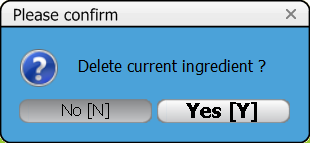 Please confirm
Delete current ingredient ?
No [N] Yes [Y]